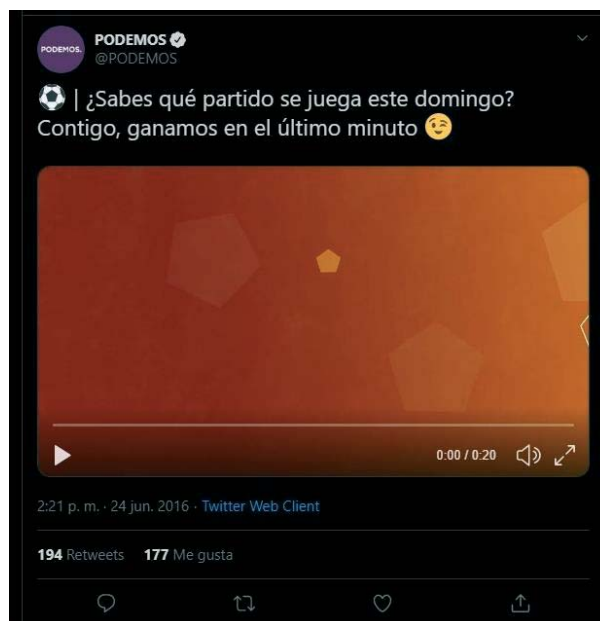 PODEMOS
@PODEMOS
PODEMOS.
⚽ | ¿Sabes qué partido se juega este domingo?
Contigo, ganamos en el último minuto 😉
0:00 / 0:20
2:21 p. m. · 24 jun. 2016 · Twitter Web Client
194 Retweets 177 Me gusta